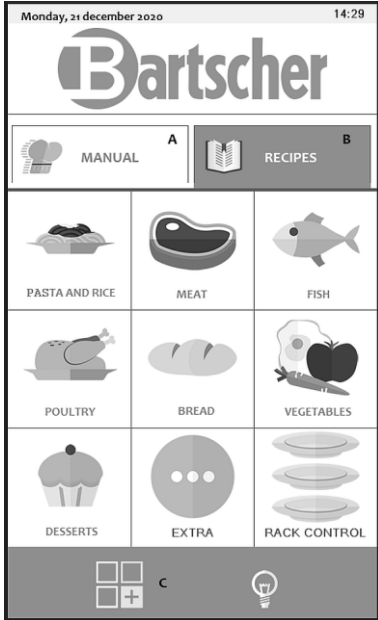 Monday, 21 december 2020 14:29
Bartscher
A
MANUAL
B
RECIPES
PASTA AND RICE MEAT FISH
POULTRY BREAD VEGETABLES
DESSERTS EXTRA RACK CONTROL
C